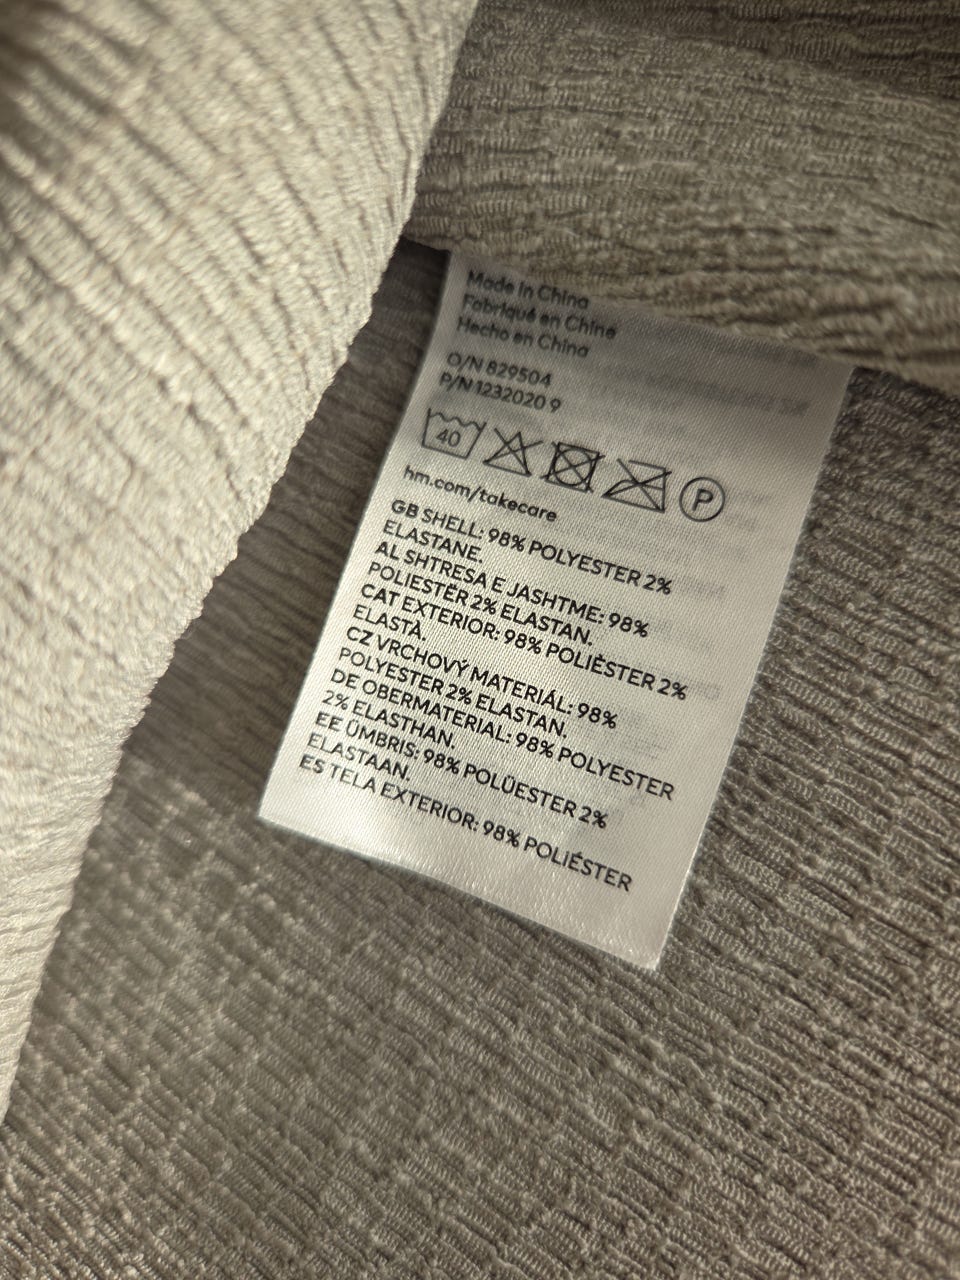 Made in China
Fabriqué en Chine
Hecho en China
O/N 829504
P/N 1232020 9
40
P
hm.com/takecare
GB SHELL: 98% POLYESTER 2%
ELASTANE.
AL SHTRESA E JASHTME: 98%
POLIESTËR 2% ELASTAN.
CAT EXTERIOR: 98% POLIÈSTER 2%
ELASTÀ.
CZ VRCHOVÝ MATERIÁL: 98%
POLYESTER 2% ELASTAN.
DE OBERMATERIAL: 98% POLYESTER
2% ELASTHAN.
EE ÜMBRIS: 98% POLÜESTER 2%
ELASTAAN.
ES TELA EXTERIOR: 98% POLIÉSTER